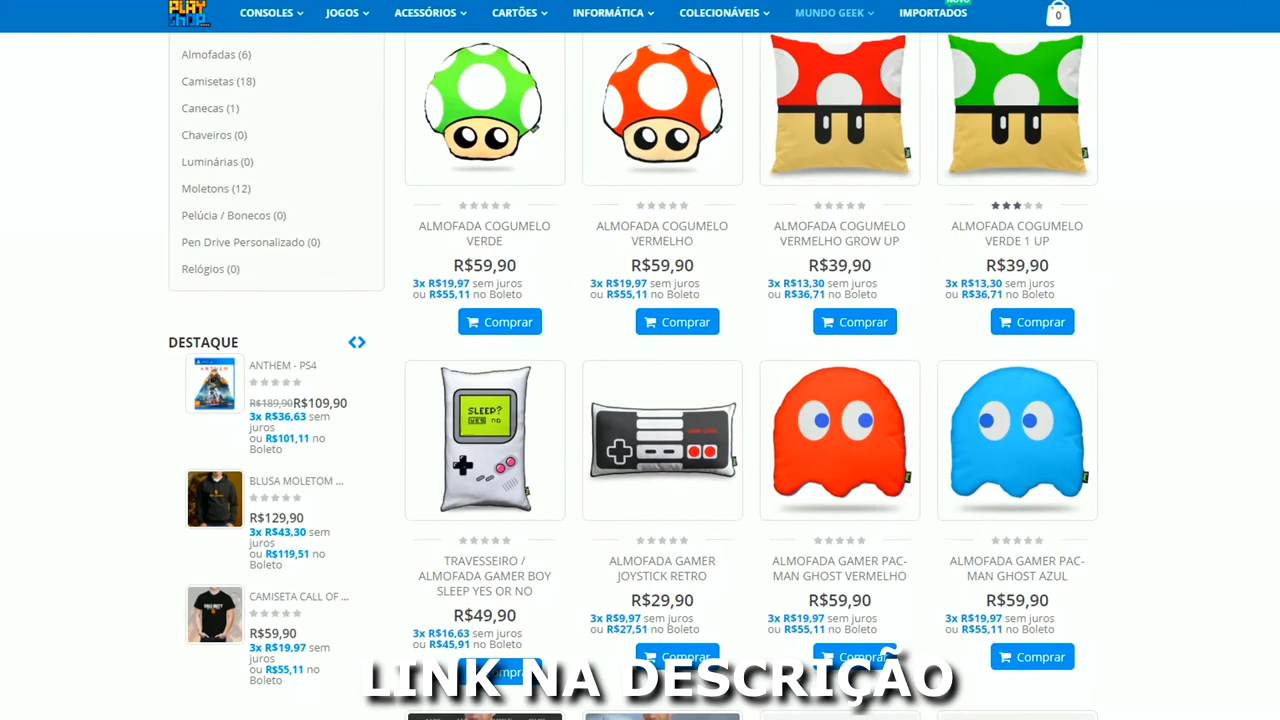 PLAY
SHOP
CONSOLES JOGOS ACESSÓRIOS CARTÕES INFORMÁTICA COLECIONÁVEIS MUNDO GEEK IMPORTADOS
NOVO
0
Almofadas (6)
Camisetas (18)
Canecas (1)
Chaveiros (0)
Luminárias (0)
Moletons (12)
Pelúcia / Bonecos (0)
Pen Drive Personalizado (0)
Relógios (0)
DESTAQUE
ANTHEM - PS4
R$189,90R$109,90
3x R$36,63 sem
juros
ou R$101,11 no
Boleto
BLUSA MOLETOM ...
R$129,90
3x R$43,30 sem
juros
ou R$119,51 no
Boleto
CAMISETA CALL OF ...
R$59,90
3x R$19,97 sem
juros
ou R$55,11 no
Boleto
ALMOFADA COGUMELO
VERDE
R$59,90
3x R$19,97 sem juros
ou R$55,11 no Boleto
Comprar
ALMOFADA COGUMELO
VERMELHO
R$59,90
3x R$19,97 sem juros
ou R$55,11 no Boleto
Comprar
ALMOFADA COGUMELO
VERMELHO GROW UP
R$39,90
3x R$13,30 sem juros
ou R$36,71 no Boleto
Comprar
ALMOFADA COGUMELO
VERDE 1 UP
R$39,90
3x R$13,30 sem juros
ou R$36,71 no Boleto
Comprar
SLEEP?
YES no
TRAVESSEIRO /
ALMOFADA GAMER BOY
SLEEP YES OR NO
R$49,90
3x R$16,63 sem juros
ou R$45,91 no Boleto
Comprar
ALMOFADA GAMER
JOYSTICK RETRO
R$29,90
3x R$9,97 sem juros
ou R$27,51 no Boleto
Comprar
ALMOFADA GAMER PAC-
MAN GHOST VERMELHO
R$59,90
3x R$19,97 sem juros
ou R$55,11 no Boleto
Comprar
ALMOFADA GAMER PAC-
MAN GHOST AZUL
R$59,90
3x R$19,97 sem juros
ou R$55,11 no Boleto
Comprar
LINK NA DESCRIÇÃO